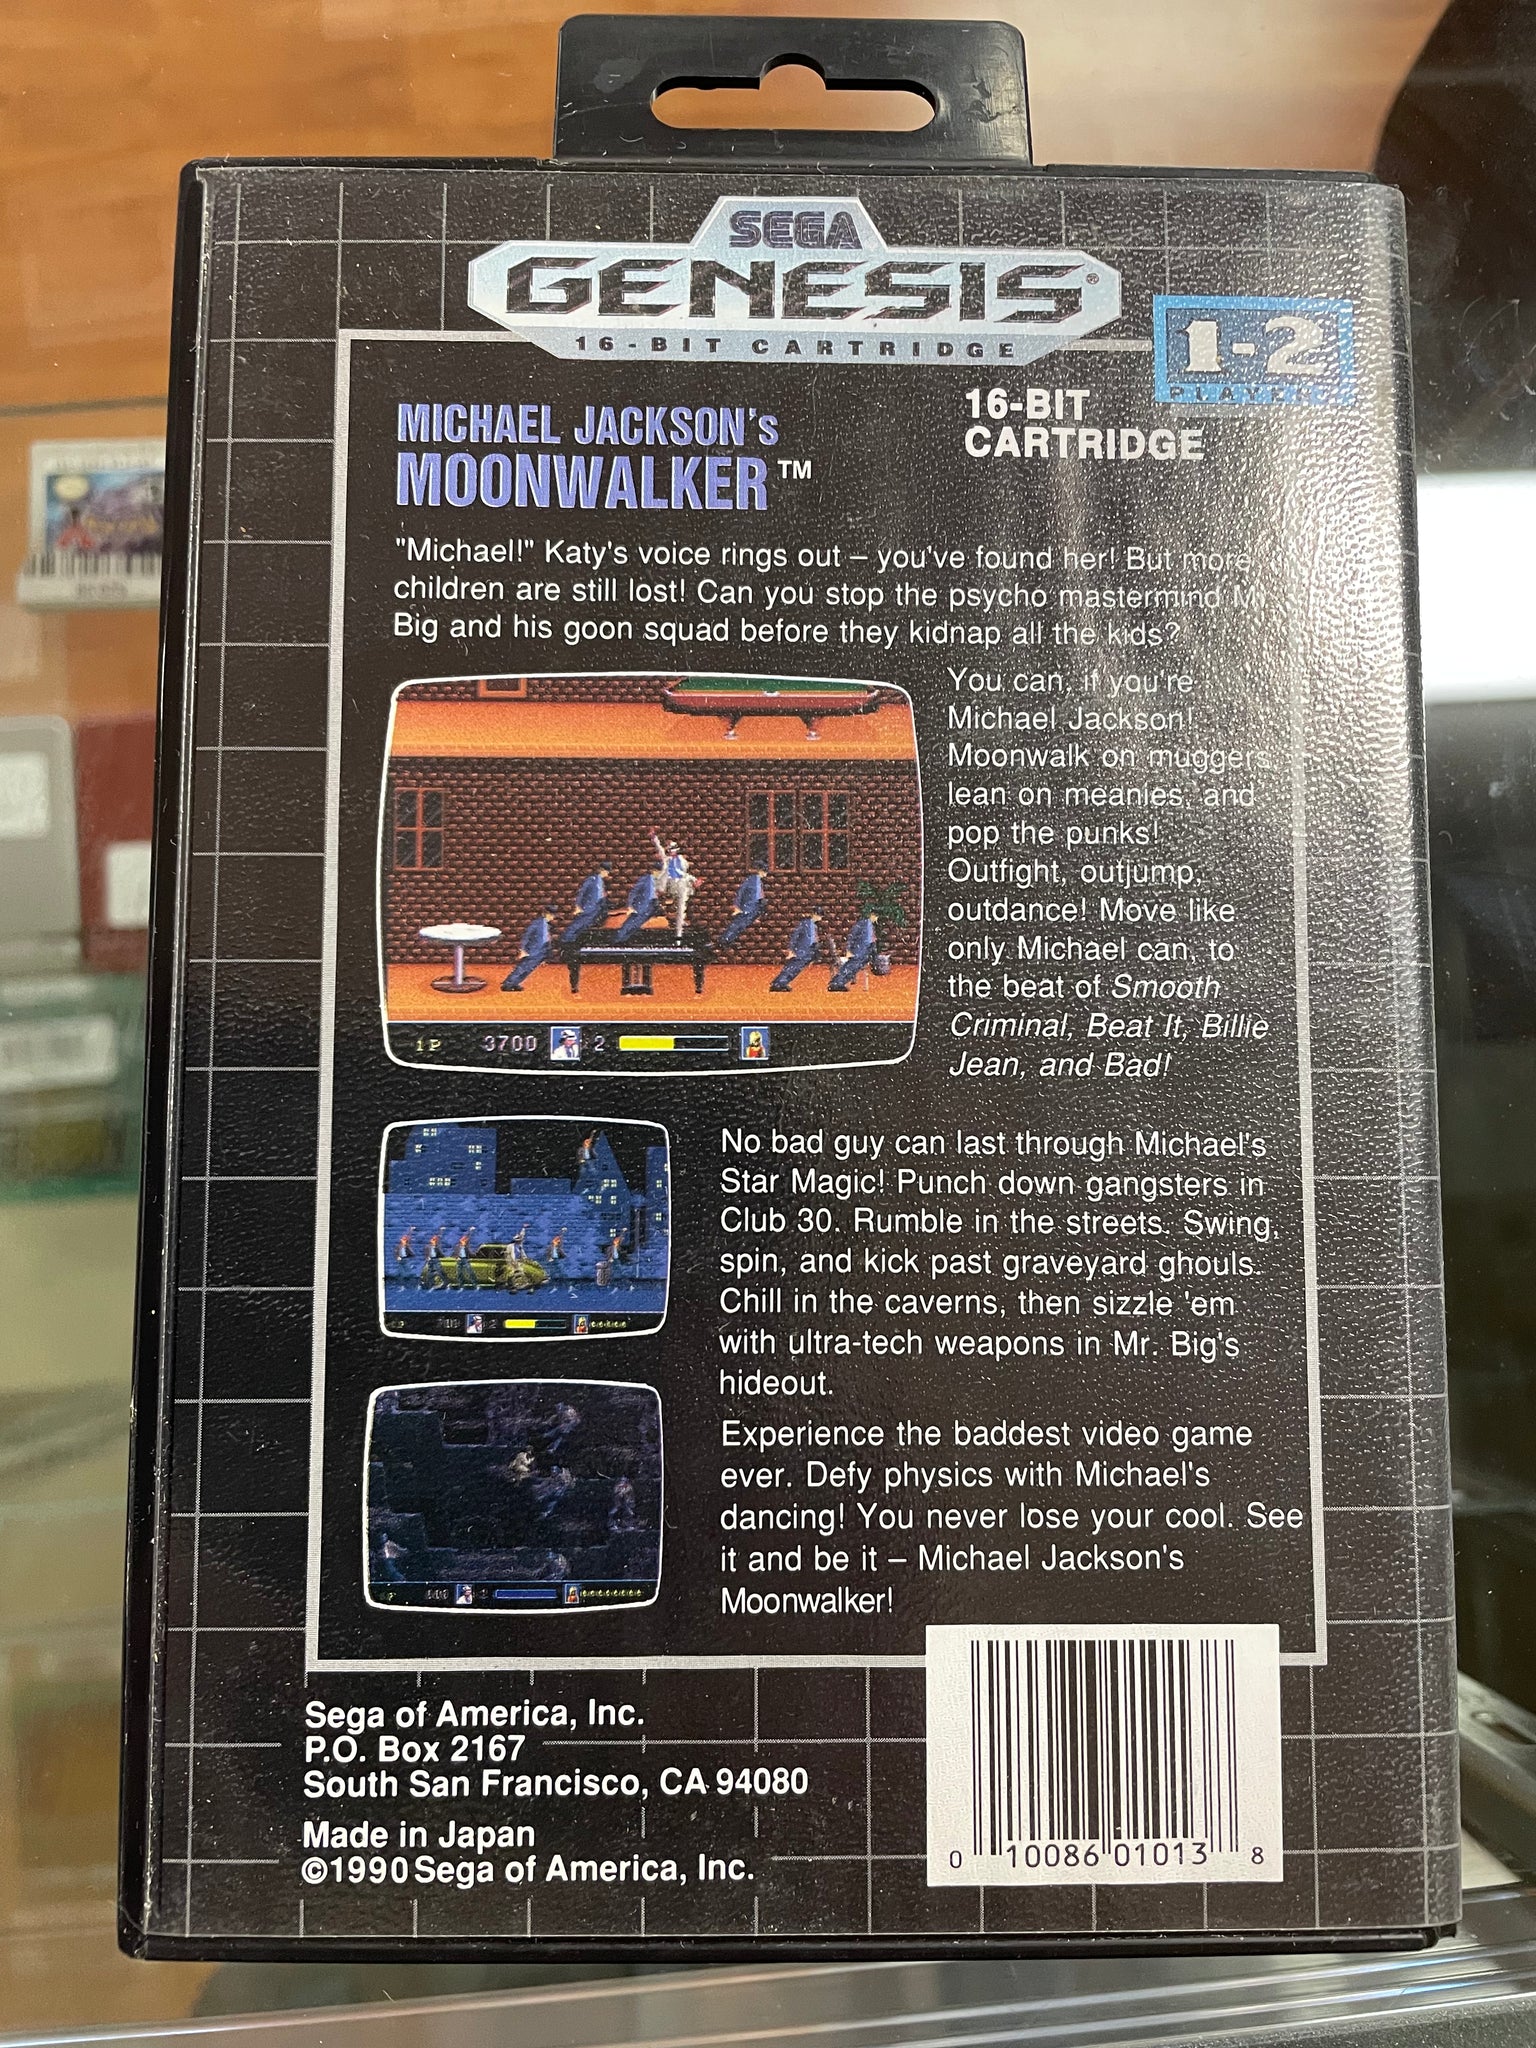 SEGA
GENESIS®
16-BIT CARTRIDGE
1-2
PLAYERS
MICHAEL JACKSON's
MOONWALKER™
16-BIT
CARTRIDGE
"Michael!" Katy's voice rings out – you've found her! But more
children are still lost! Can you stop the psycho mastermind
Big and his goon squad before they kidnap all the kids?
You can, if you're
Michael Jackson!
Moonwalk on muggers,
lean on meanies, and
pop the punks!
Outfight, outjump,
outdance! Move like
only Michael can, to
the beat of Smooth
Criminal, Beat It, Billie
Jean, and Bad!
1P 3700 2
No bad guy can last through Michael's
Star Magic! Punch down gangsters in
Club 30. Rumble in the streets. Swing,
spin, and kick past graveyard ghouls.
Chill in the caverns, then sizzle 'em
with ultra-tech weapons in Mr. Big's
hideout.
Experience the baddest video game
ever. Defy physics with Michael's
dancing! You never lose your cool. See
it and be it – Michael Jackson's
Moonwalker!
Sega of America, Inc.
P.O. Box 2167
South San Francisco, CA 94080
Made in Japan
©1990 Sega of America, Inc.
0 10086 01013 8